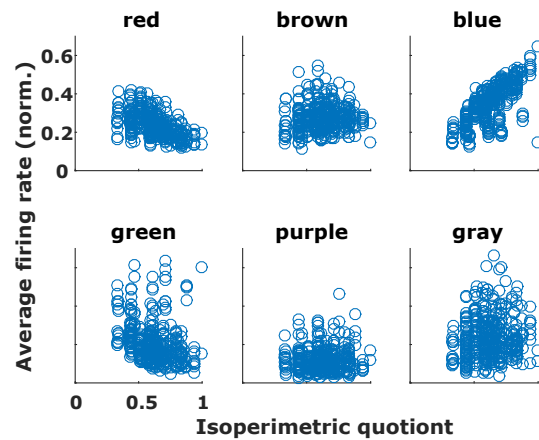 red brown blue
0.6
0.4
0.2
0
Average firing rate (norm.)
green purple gray
0 0.5 1
Isoperimetric quotiont